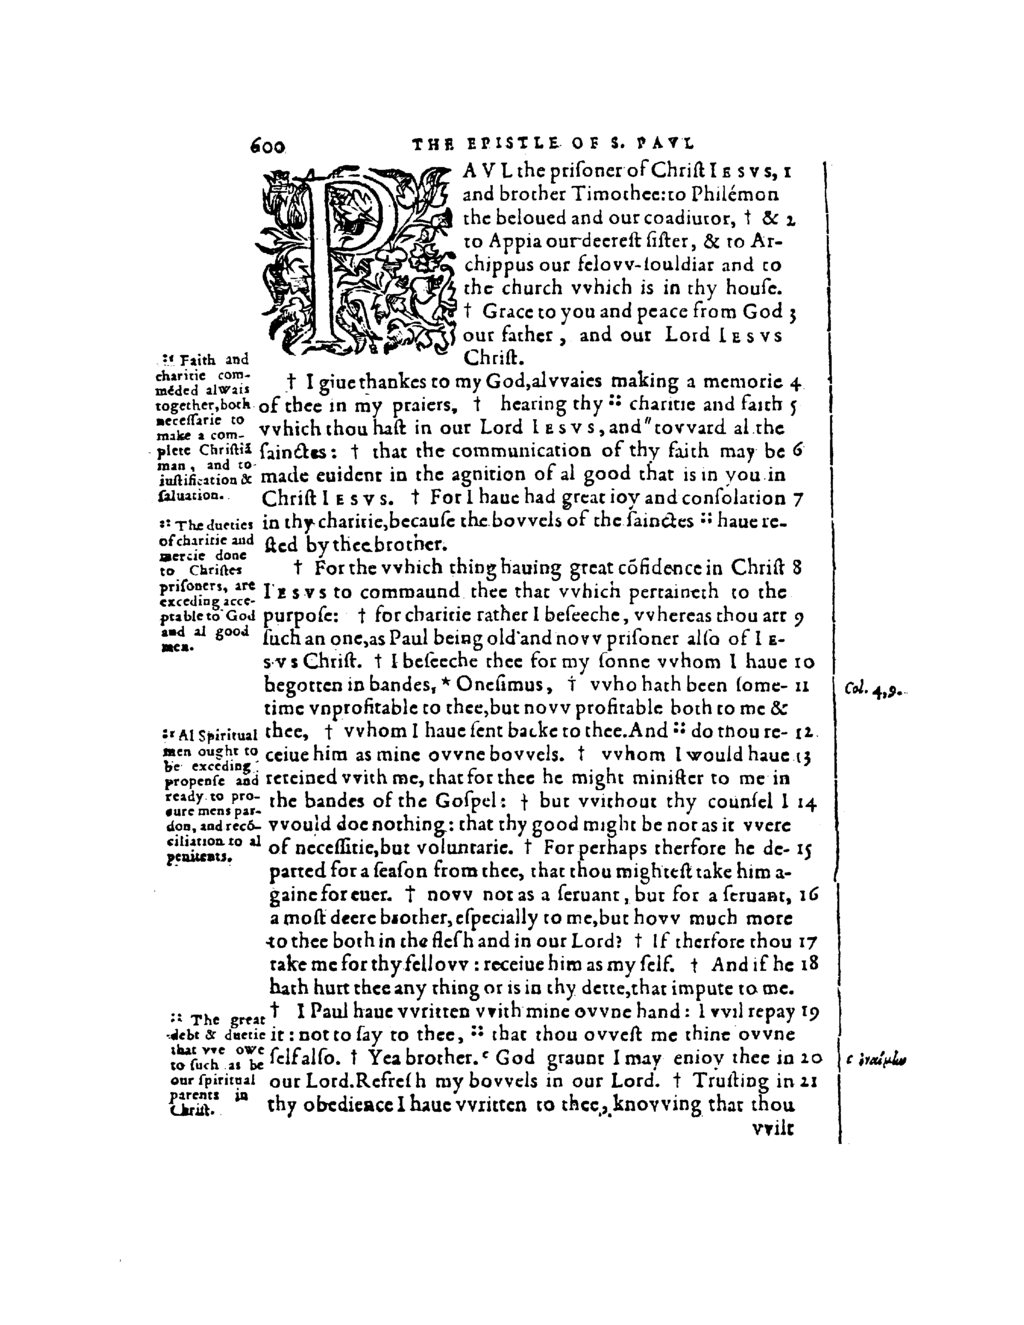 600 THE EPISTLE OF S. PAVL
PAVL the priſoner of Chriſt IESVS, 1
and brother Timothee: to Philémon
the beloued and our coadiutor, † & 2
to Appia our deereſt ſiſter, & to Ar-
chippus our felovv-ſouldiar and to
the church vvhich is in thy houſe.
† Grace to you and peace from God 3
our father, and our Lord IESVS
Chriſt.
† I giue thankes to my God, alvvaies making a memorie 4
of thee in my praiers, † hearing thy :: charitie and faith 5
vvhich thou haſt in our Lord IESVS, and "tovvard al the
ſainctes: † that the communication of thy faith may be 6
made euident in the agnition of al good that is in you in
Chriſt IESVS. † For I haue had great ioy and conſolation 7
in thy charitie, becauſe the bovvels of the ſainctes :: haue re-
ſted by thee brother.
† For the vvhich thing hauing great cõfidence in Chriſt 8
IESVS to commaund thee that vvhich pertaineth to the
purpoſe: † for charitie rather I beſeeche, vvhereas thou art 9
ſuch an one, as Paul being old and novv priſoner alſo of IE-
SVS Chriſt. † I beſeeche thee for my ſonne vvhom I haue 10
begotten in bandes, * Oneſimus, † vvho hath been ſome- 11
time vnprofitable to thee, but novv profitable both to me &
thee, † vvhom I haue ſent backe to thee. And :: do thou re- 12
ceiue him as mine ovvne bovvels. † vvhom I would haue 13
reteined vvith me, that for thee he might miniſter to me in
the bandes of the Goſpel: † but vvithout thy counſel I 14
vvould doe nothing: that thy good might be not as it vvere
of neceſſitie, but voluntarie. † For perhaps therfore he de- 15
parted for a ſeaſon from thee, that thou mighteſt take him a-
gaine for euer. † novv not as a ſeruant, but for a ſeruant, 16
a moſt deere brother, eſpecially to me, but hovv much more
to thee both in the fleſh and in our Lord? † If therfore thou 17
take me for thy fellovv: receiue him as my ſelf. † And if he 18
hath hurt thee any thing or is in thy dette, that impute to me.
† I Paul haue vvritten vvith mine ovvne hand: I vvil repay 19
it: not to ſay to thee, :: that thou ovveſt me thine ovvne
ſelf alſo. † Yea brother. ᶜ God graunt I may enioy thee in 20
our Lord. Refreſh my bovvels in our Lord. † Truſting in 21
thy obedience I haue vvritten to thee, knovving that thou
vvilt
:: Faith and
charitie com-
mẽded alwais
together, both
neceſſarie to
make a com-
plete Chriſtiã
man, and to
iuſtification &
ſaluation.
:: The dueties
of charitie and
mercie done
to Chriſtes
priſoners, are
exceding acce-
ptable to God
and al good
men.
:: Al Spiritual
men ought to
be exceding
propenſe and
ready to pro-
cure mens par-
don, and recõ-
ciliation to al
penitents.
:: The great
debt & duetie
that vve owe
to ſuch as be
our ſpiritual
parents in
Chriſt.
Col. 4, 9.
c ὀναίμην